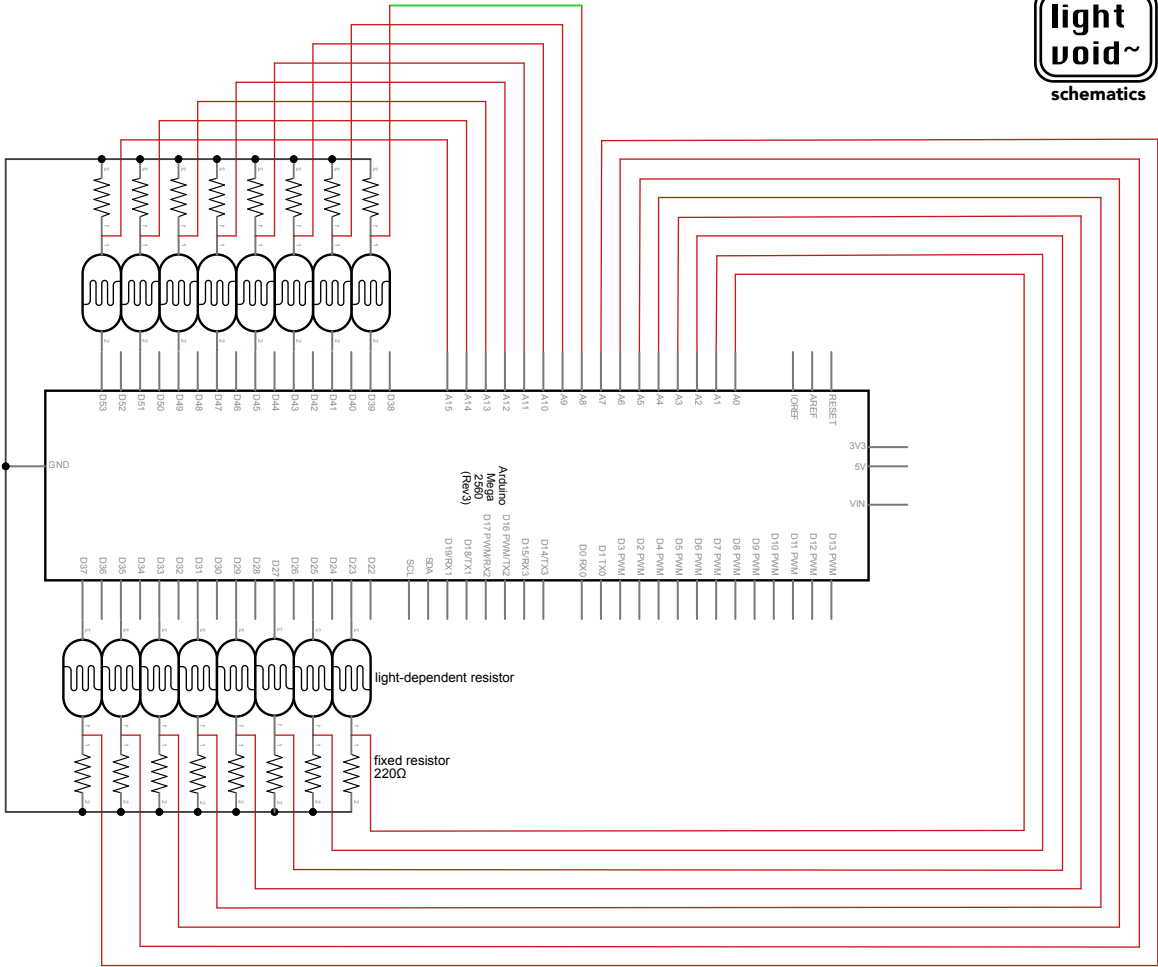 light
void~
schematics
D53
D52
D51
D50
D49
D48
D47
D46
D45
D44
D43
D42
D41
D40
D39
D38
A15
A14
A13
A12
A11
A10
A9
A8
A7
A6
A5
A4
A3
A2
A1
A0
IOREF
AREF
RESET
3V3
5V
VIN
GND
Arduino
Mega
2560
(Rev3)
D37
D36
D35
D34
D33
D32
D31
D30
D29
D28
D27
D26
D25
D24
D23
D22
SCL
SDA
D19/RX1
D18/TX1
D17 PWM/RX2
D16 PWM/TX2
D15/RX3
D14/TX3
D0 RX0
D1 TX0
D3 PWM
D2 PWM
D4 PWM
D5 PWM
D6 PWM
D7 PWM
D8 PWM
D9 PWM
D10 PWM
D11 PWM
D12 PWM
D13 PWM
light-dependent resistor
fixed resistor
220Ω